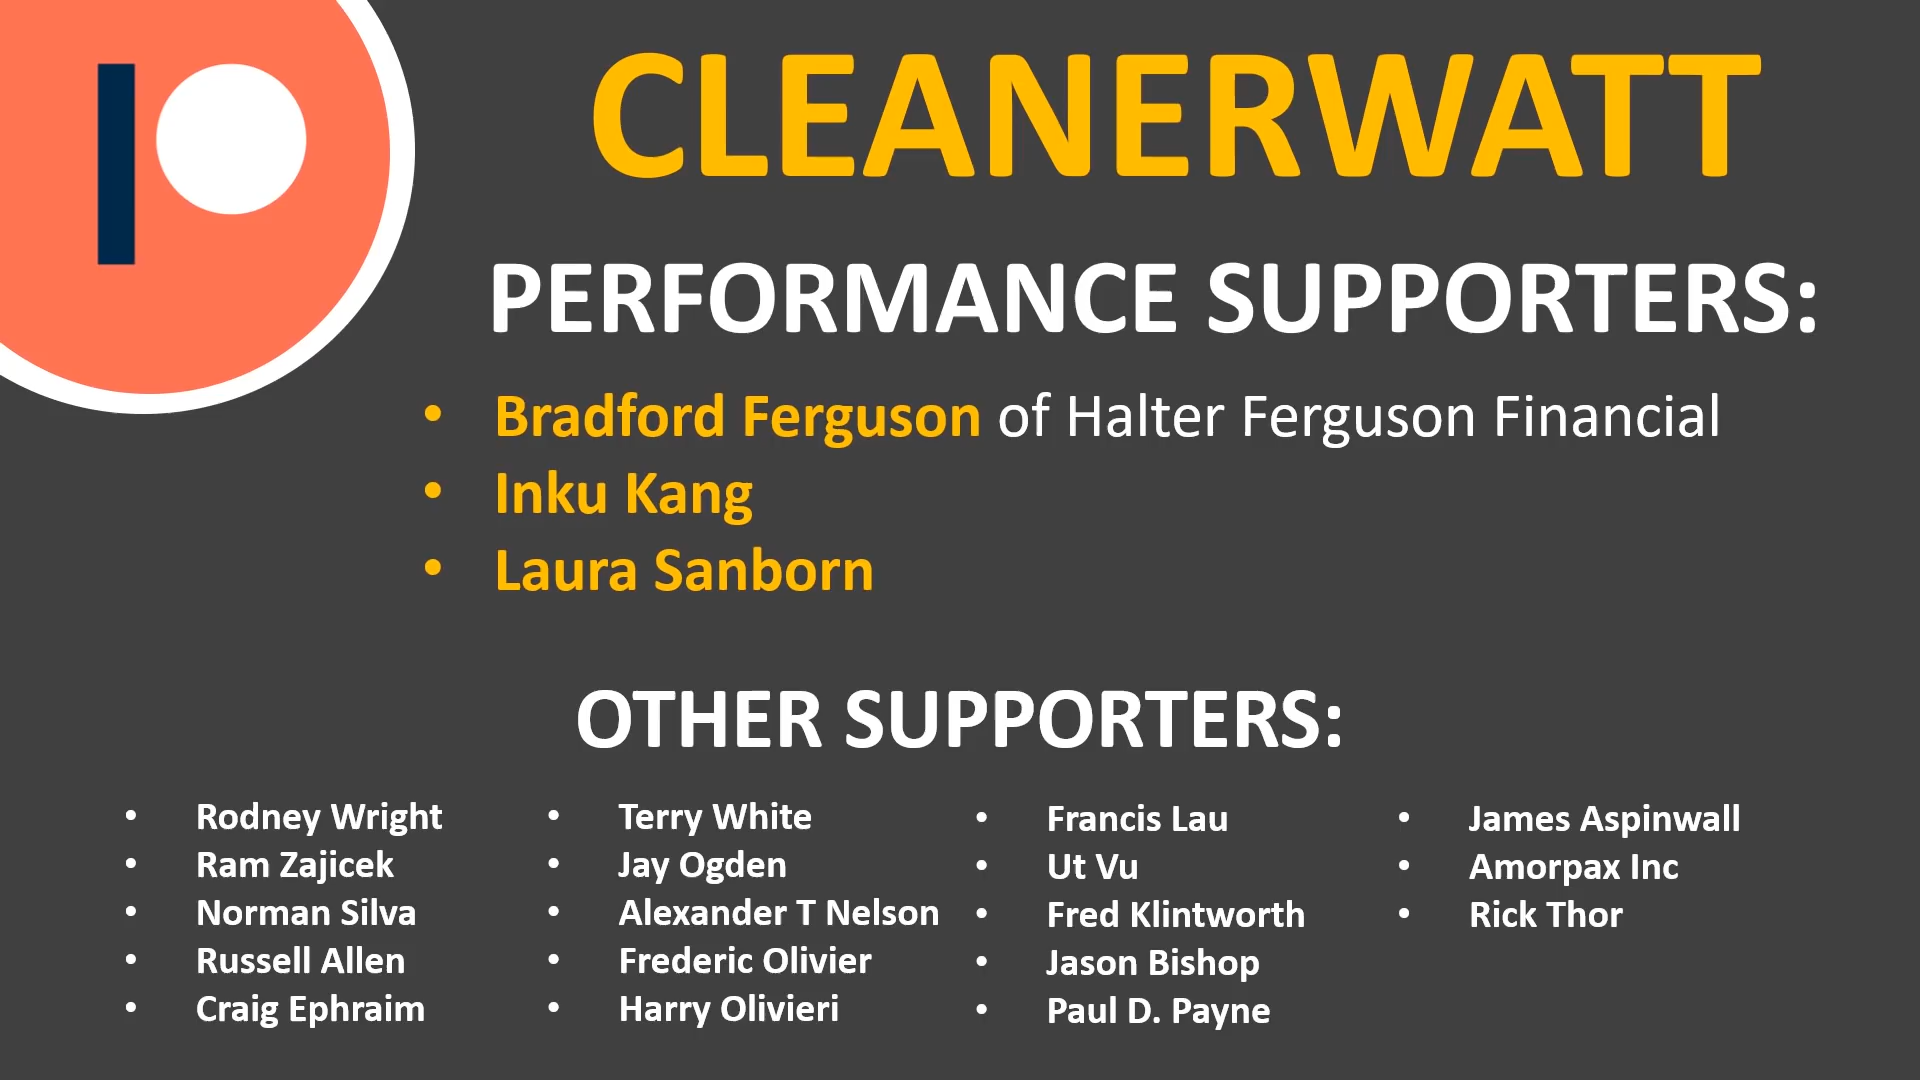 CLEANERWATT
PERFORMANCE SUPPORTERS:
• Bradford Ferguson of Halter Ferguson Financial
• Inku Kang
• Laura Sanborn
OTHER SUPPORTERS:
• Rodney Wright
• Ram Zajicek
• Norman Silva
• Russell Allen
• Craig Ephraim
• Terry White
• Jay Ogden
• Alexander T Nelson
• Frederic Olivier
• Harry Olivieri
• Francis Lau
• Ut Vu
• Fred Klintworth
• Jason Bishop
• Paul D. Payne
• James Aspinwall
• Amorpax Inc
• Rick Thor